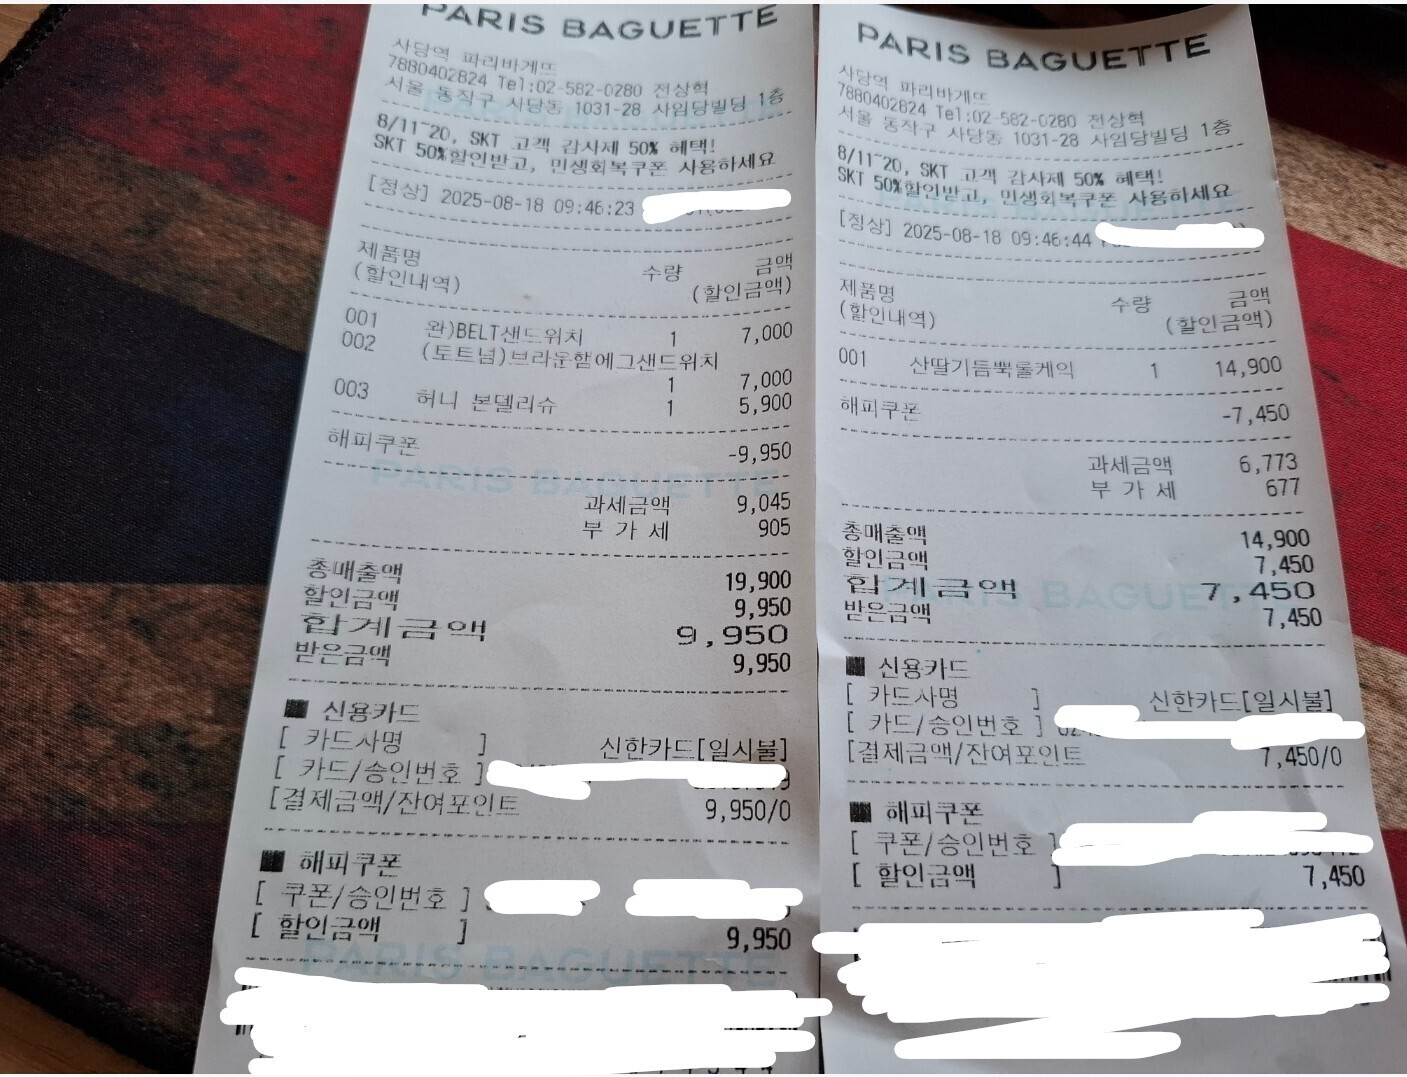 PARIS BAGUETTE
사당역 파리바게뜨
7880402824 Tel:02-582-0280 전상혁
서울 동작구 사당동 1031-28 사임당빌딩 1층
8/11~20, SKT 고객 감사제 50% 혜택!
SKT 50%할인받고, 민생회복쿠폰 사용하세요
[정상] 2025-08-18 09:46:23
제품명 수량 금액
(할인내역) (할인금액)
001 완)BELT샌드위치 1 7,000
002 (토트넘)브라운햄에그샌드위치
1 7,000
003 허니 본델리슈 1 5,900
해피쿠폰 -9,950
과세금액 9,045
부 가 세 905
총매출액 19,900
할인금액 9,950
합계금액 9,950
받은금액 9,950
■ 신용카드
[ 카드사명 ] 신한카드[일시불]
[ 카드/승인번호 ]
[결제금액/잔여포인트 9,950/0
■ 해피쿠폰
[ 쿠폰/승인번호 ]
[ 할인금액 ] 9,950
PARIS BAGUETTE
사당역 파리바게뜨
7880402824 Tel:02-582-0280 전상혁
서울 동작구 사당동 1031-28 사임당빌딩 1층
8/11~20, SKT 고객 감사제 50% 혜택!
SKT 50%할인받고, 민생회복쿠폰 사용하세요
[정상] 2025-08-18 09:46:44
제품명 수량 금액
(할인내역) (할인금액)
001 산딸기듬뿍롤케익 1 14,900
해피쿠폰 -7,450
과세금액 6,773
부 가 세 677
총매출액 14,900
할인금액 7,450
합계금액 7,450
받은금액 7,450
■ 신용카드
[ 카드사명 ] 신한카드[일시불]
[ 카드/승인번호 ]
[결제금액/잔여포인트 7,450/0
■ 해피쿠폰
[ 쿠폰/승인번호 ]
[ 할인금액 ] 7,450